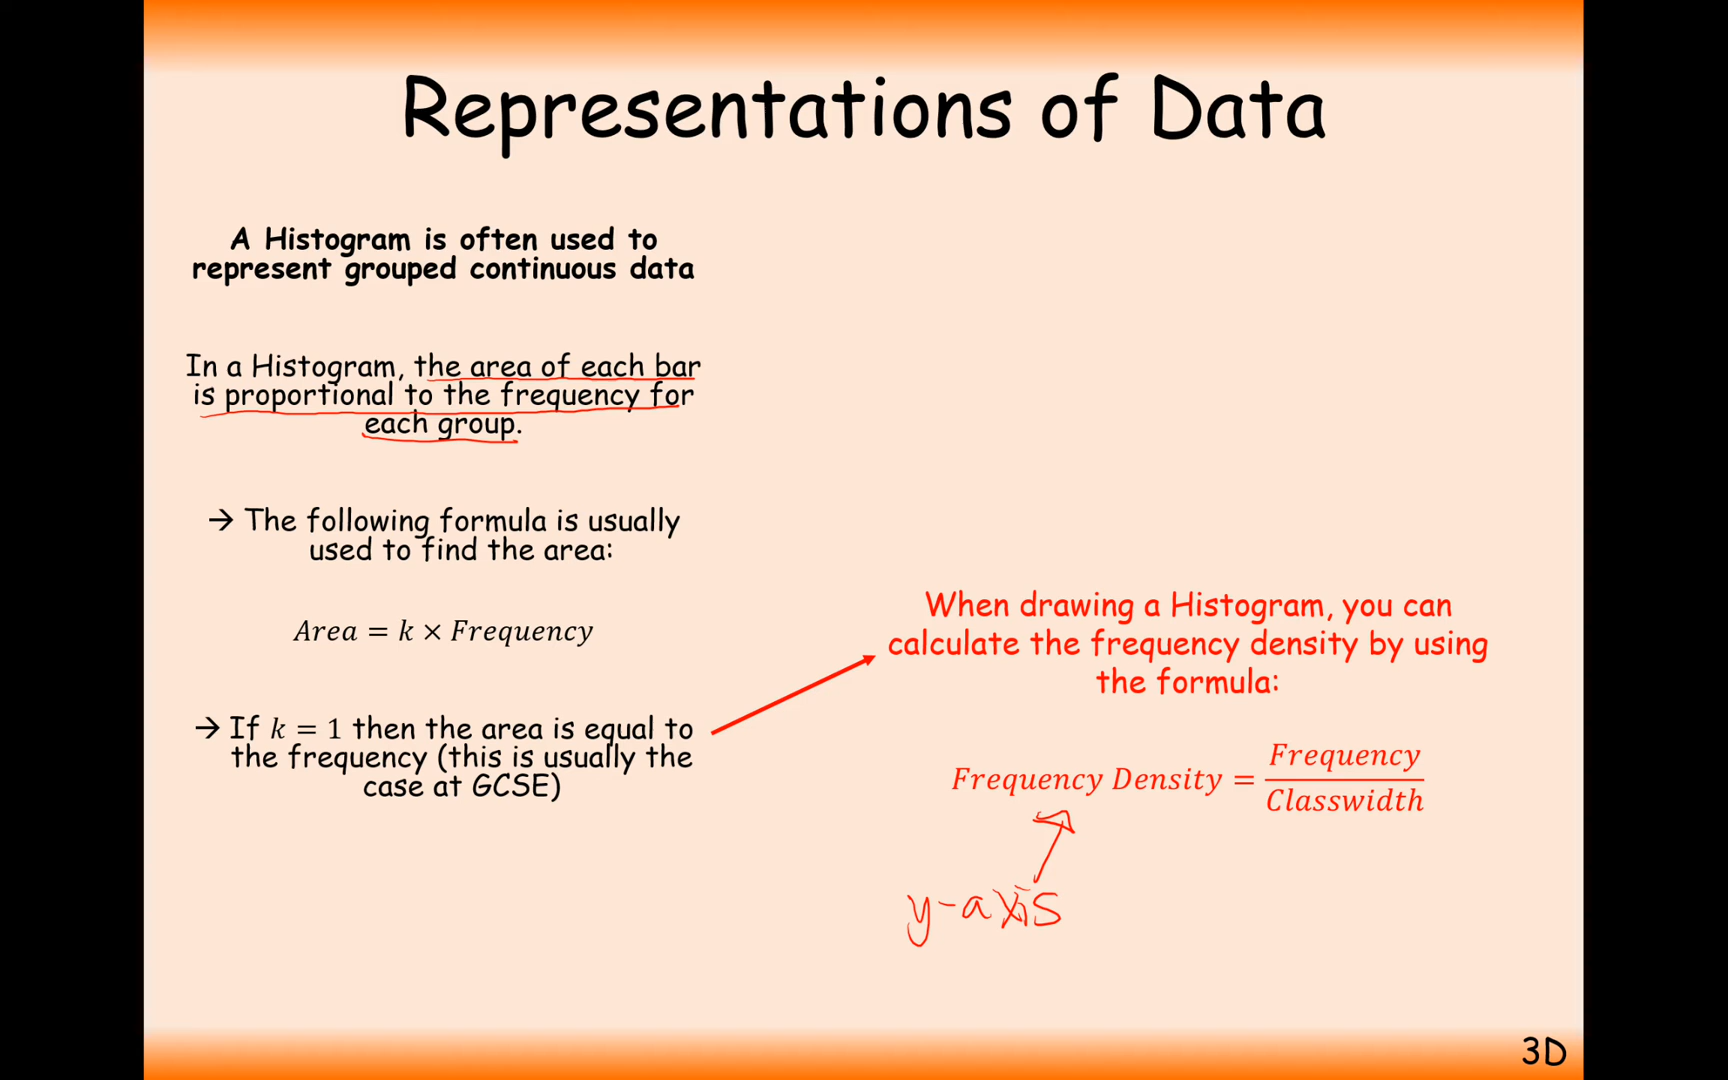 Representations of Data
A Histogram is often used to
represent grouped continuous data
In a Histogram, the area of each bar
is proportional to the frequency for
each group.
→ The following formula is usually
used to find the area:
Area = k × Frequency
→ If k = 1 then the area is equal to
the frequency (this is usually the
case at GCSE)
When drawing a Histogram, you can
calculate the frequency density by using
the formula:
Frequency Density = Frequency / Classwidth
y-axis
3D